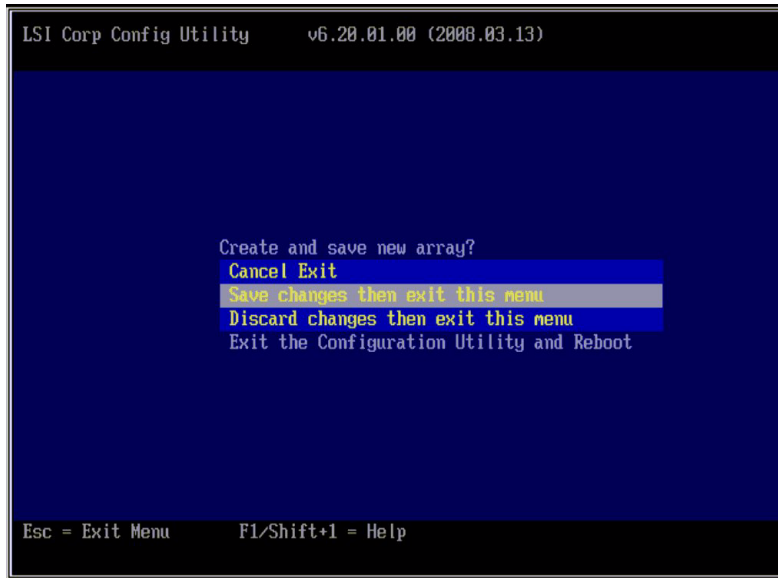 LSI Corp Config Utility v6.20.01.00 (2008.03.13)
Create and save new array?
Cancel Exit
Save changes then exit this menu
Discard changes then exit this menu
Exit the Configuration Utility and Reboot
Esc = Exit Menu F1/Shift+1 = Help